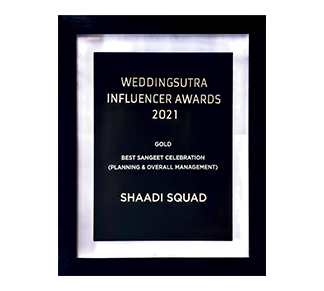 WEDDINGSUTRA
INFLUENCER AWARDS
2021
GOLD
BEST SANGEET CELEBRATION
(PLANNING & OVERALL MANAGEMENT)
SHAADI SQUAD